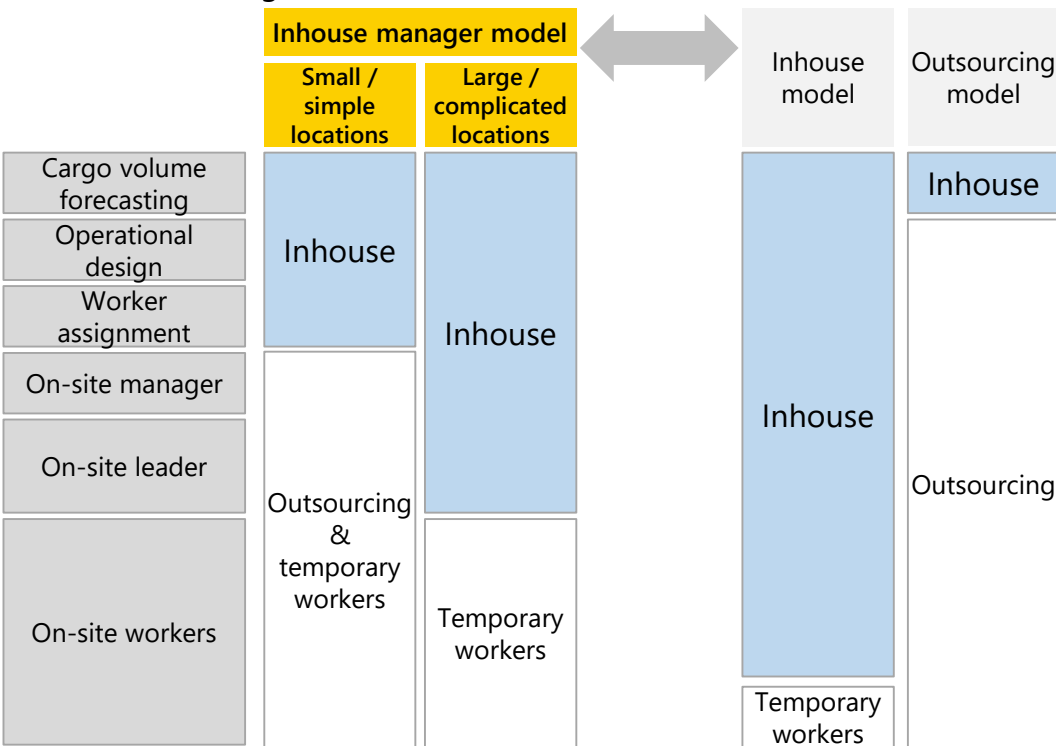 Inhouse manager model
Small /
simple
locations
Large /
complicated
locations
Inhouse
model
Outsourcing
model
Cargo volume
forecasting
Operational
design
Worker
assignment
On-site manager
On-site leader
On-site workers
Inhouse
Outsourcing
&
temporary
workers
Inhouse
Temporary
workers
Inhouse
Temporary
workers
Inhouse
Outsourcing